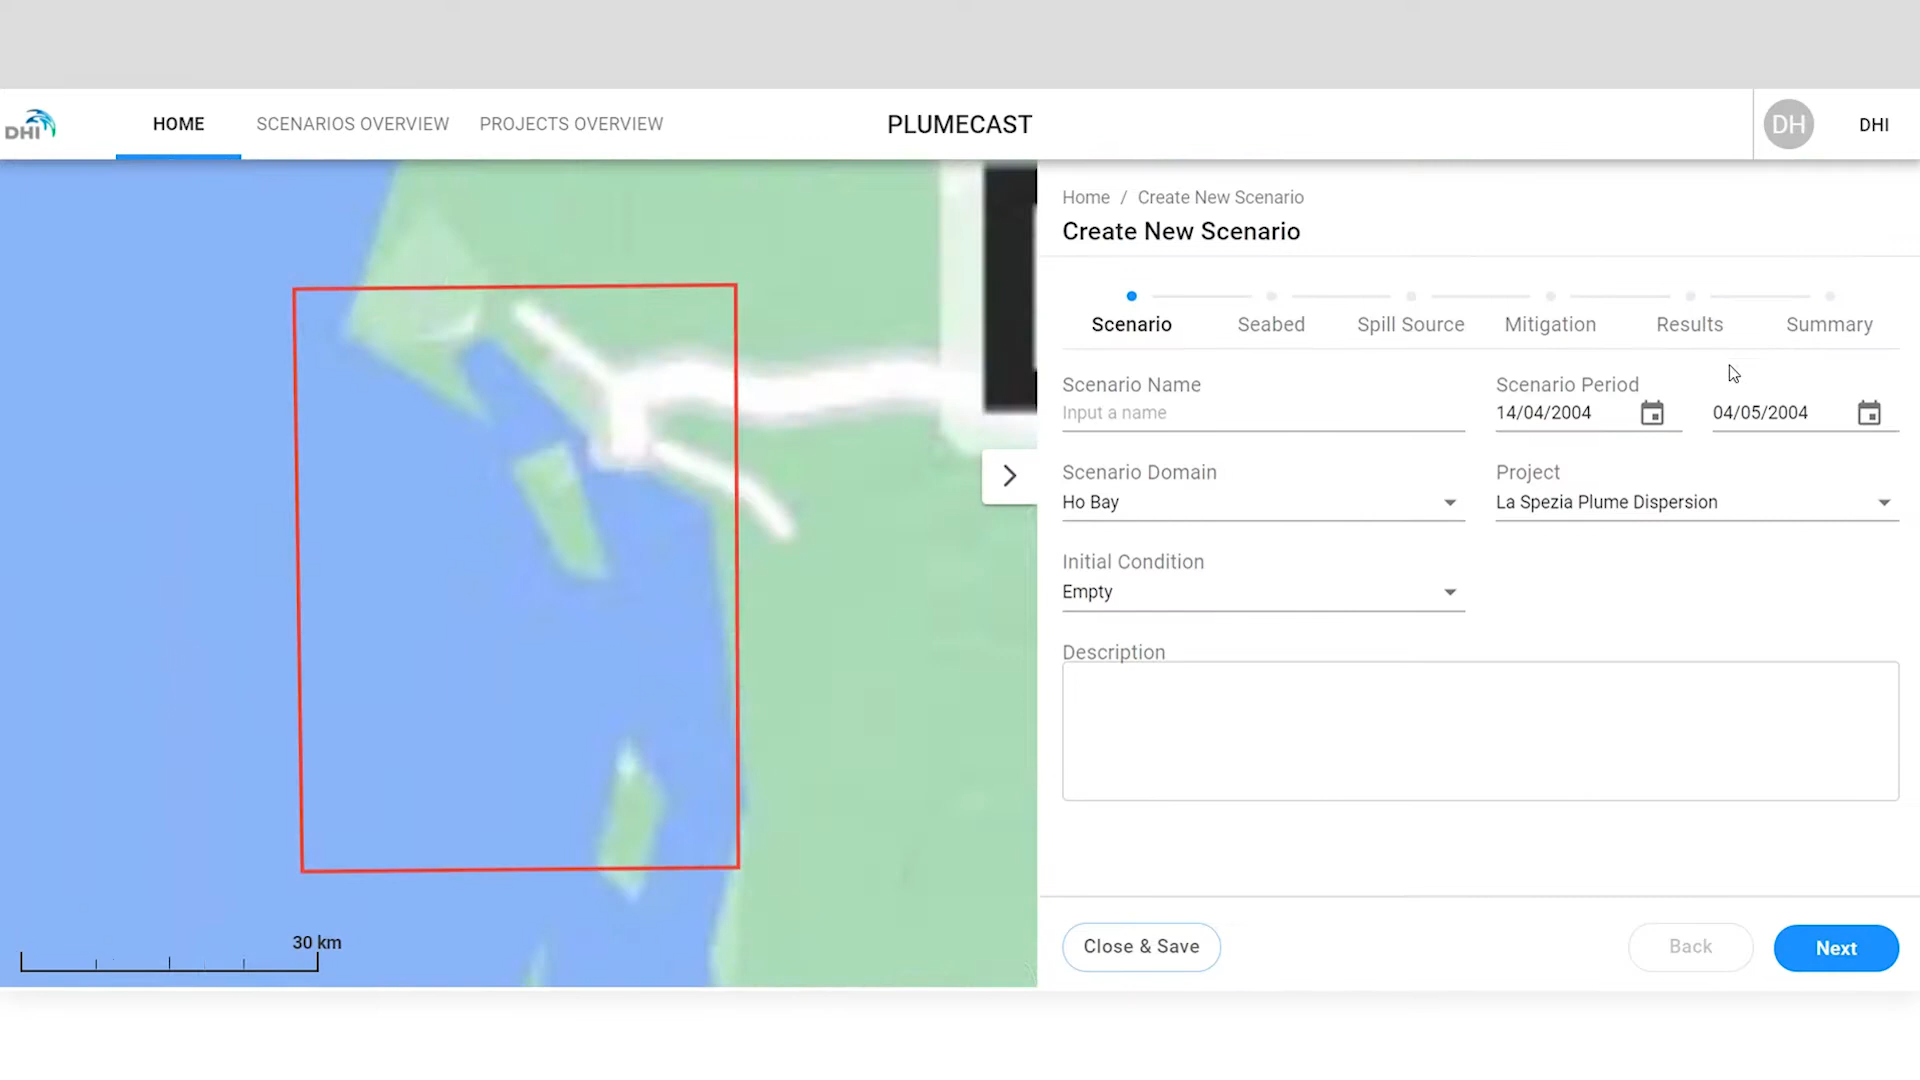 DHI
HOME
SCENARIOS OVERVIEW
PROJECTS OVERVIEW
PLUMECAST
DH
DHI
Home / Create New Scenario
Create New Scenario
Scenario
Seabed
Spill Source
Mitigation
Results
Summary
Scenario Name
Input a name
Scenario Period
14/04/2004
04/05/2004
Scenario Domain
Ho Bay
Project
La Spezia Plume Dispersion
Initial Condition
Empty
Description
30 km
Close & Save
Back
Next